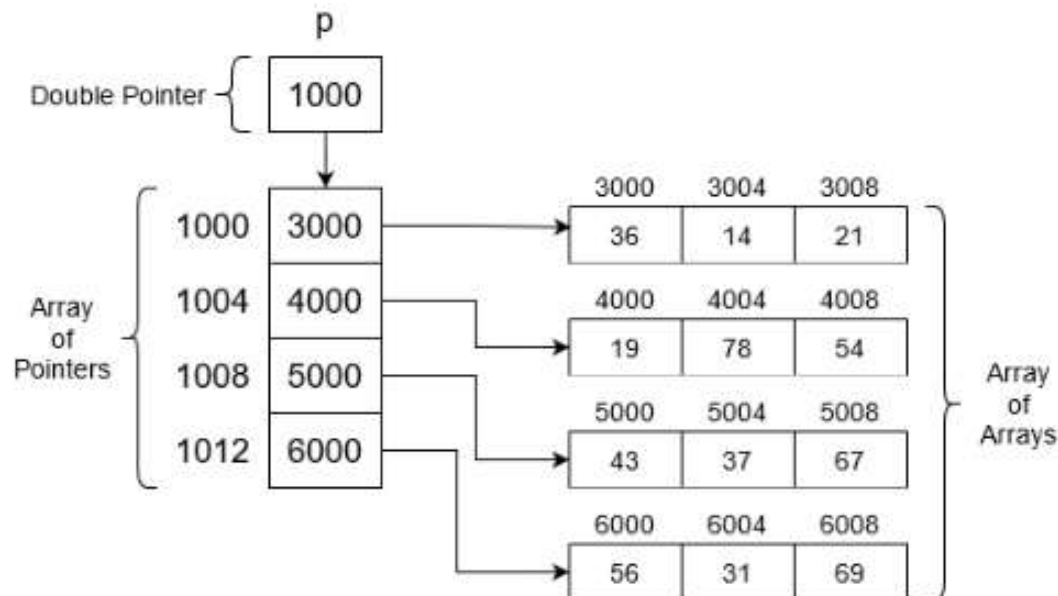 p
Double Pointer
1000
1000 3000
1004 4000
1008 5000
1012 6000
Array
of
Pointers
3000 3004 3008
36 14 21
4000 4004 4008
19 78 54
5000 5004 5008
43 37 67
6000 6004 6008
56 31 69
Array
of
Arrays